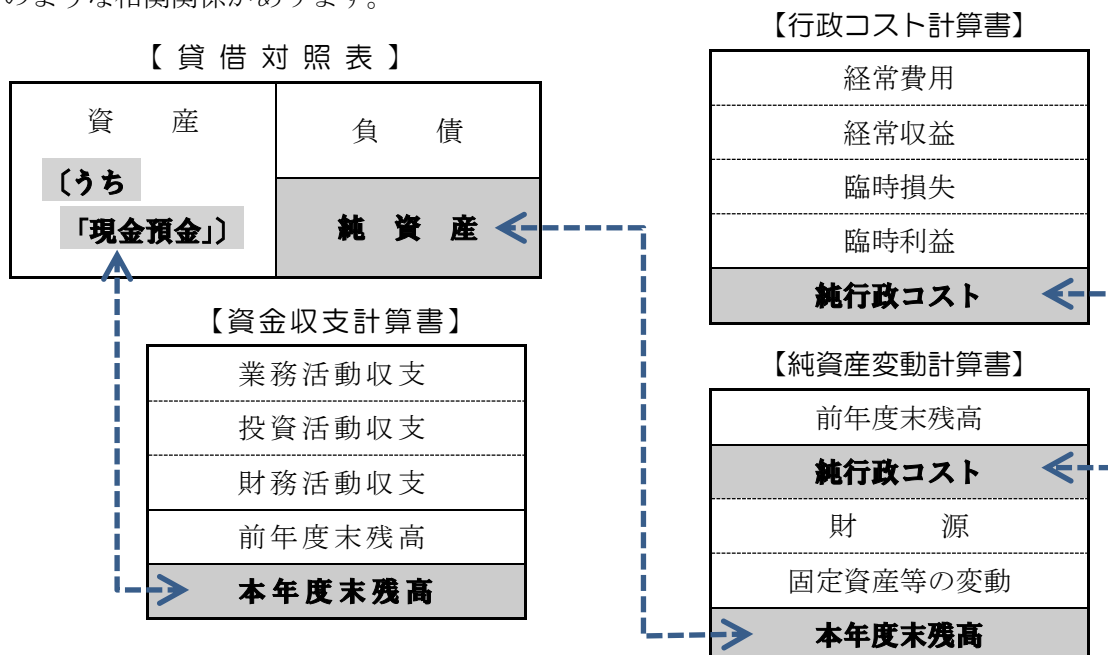 のような相関関係があります。
【 貸 借 対 照 表 】
資 産
〔うち
「現金預金」〕
負 債
純 資 産
【資金収支計算書】
業務活動収支
投資活動収支
財務活動収支
前年度末残高
本年度末残高
【行政コスト計算書】
経常費用
経常収益
臨時損失
臨時利益
純行政コスト
【純資産変動計算書】
前年度末残高
純行政コスト
財 源
固定資産等の変動
本年度末残高